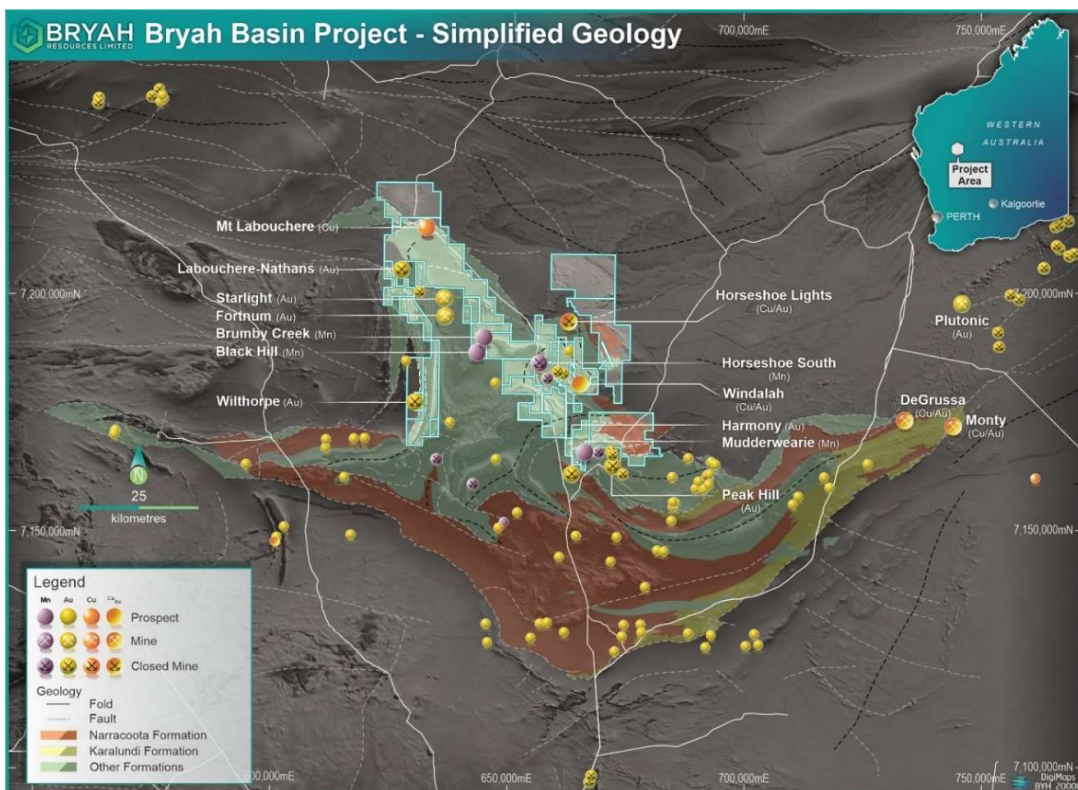 BRYAH
RESOURCES LIMITED
Bryah Basin Project - Simplified Geology
700,000mE
750,000mE
WESTERN
AUSTRALIA
Project
Area
Kalgoorlie
PERTH
Mt Labouchere (Cu)
Labouchere-Nathans (Au)
7,200,000mN
7,200,000mN
Starlight (Au)
Fortnum (Au)
Brumby Creek (Mn)
Black Hill (Mn)
Wilthorpe (Au)
Horseshoe Lights
(Cu/Au)
Horseshoe South
(Mn)
Windalah
(Cu/Au)
Harmony (Au)
Mudderwearie (Mn)
Peak Hill
(Au)
Plutonic
(Au)
DeGrussa
(Cu/Au)
Monty
(Cu/Au)
N
25
kilometres
7,150,000mN
7,150,000mN
Legend
Mn Au Cu
Prospect
Mine
Closed Mine
Geology
Fold
Fault
Narracoota Formation
Karalundi Formation
Other Formations
600,000mE
650,000mE
700,000mE
750,000mE
7,100,000mN
DigiMaps